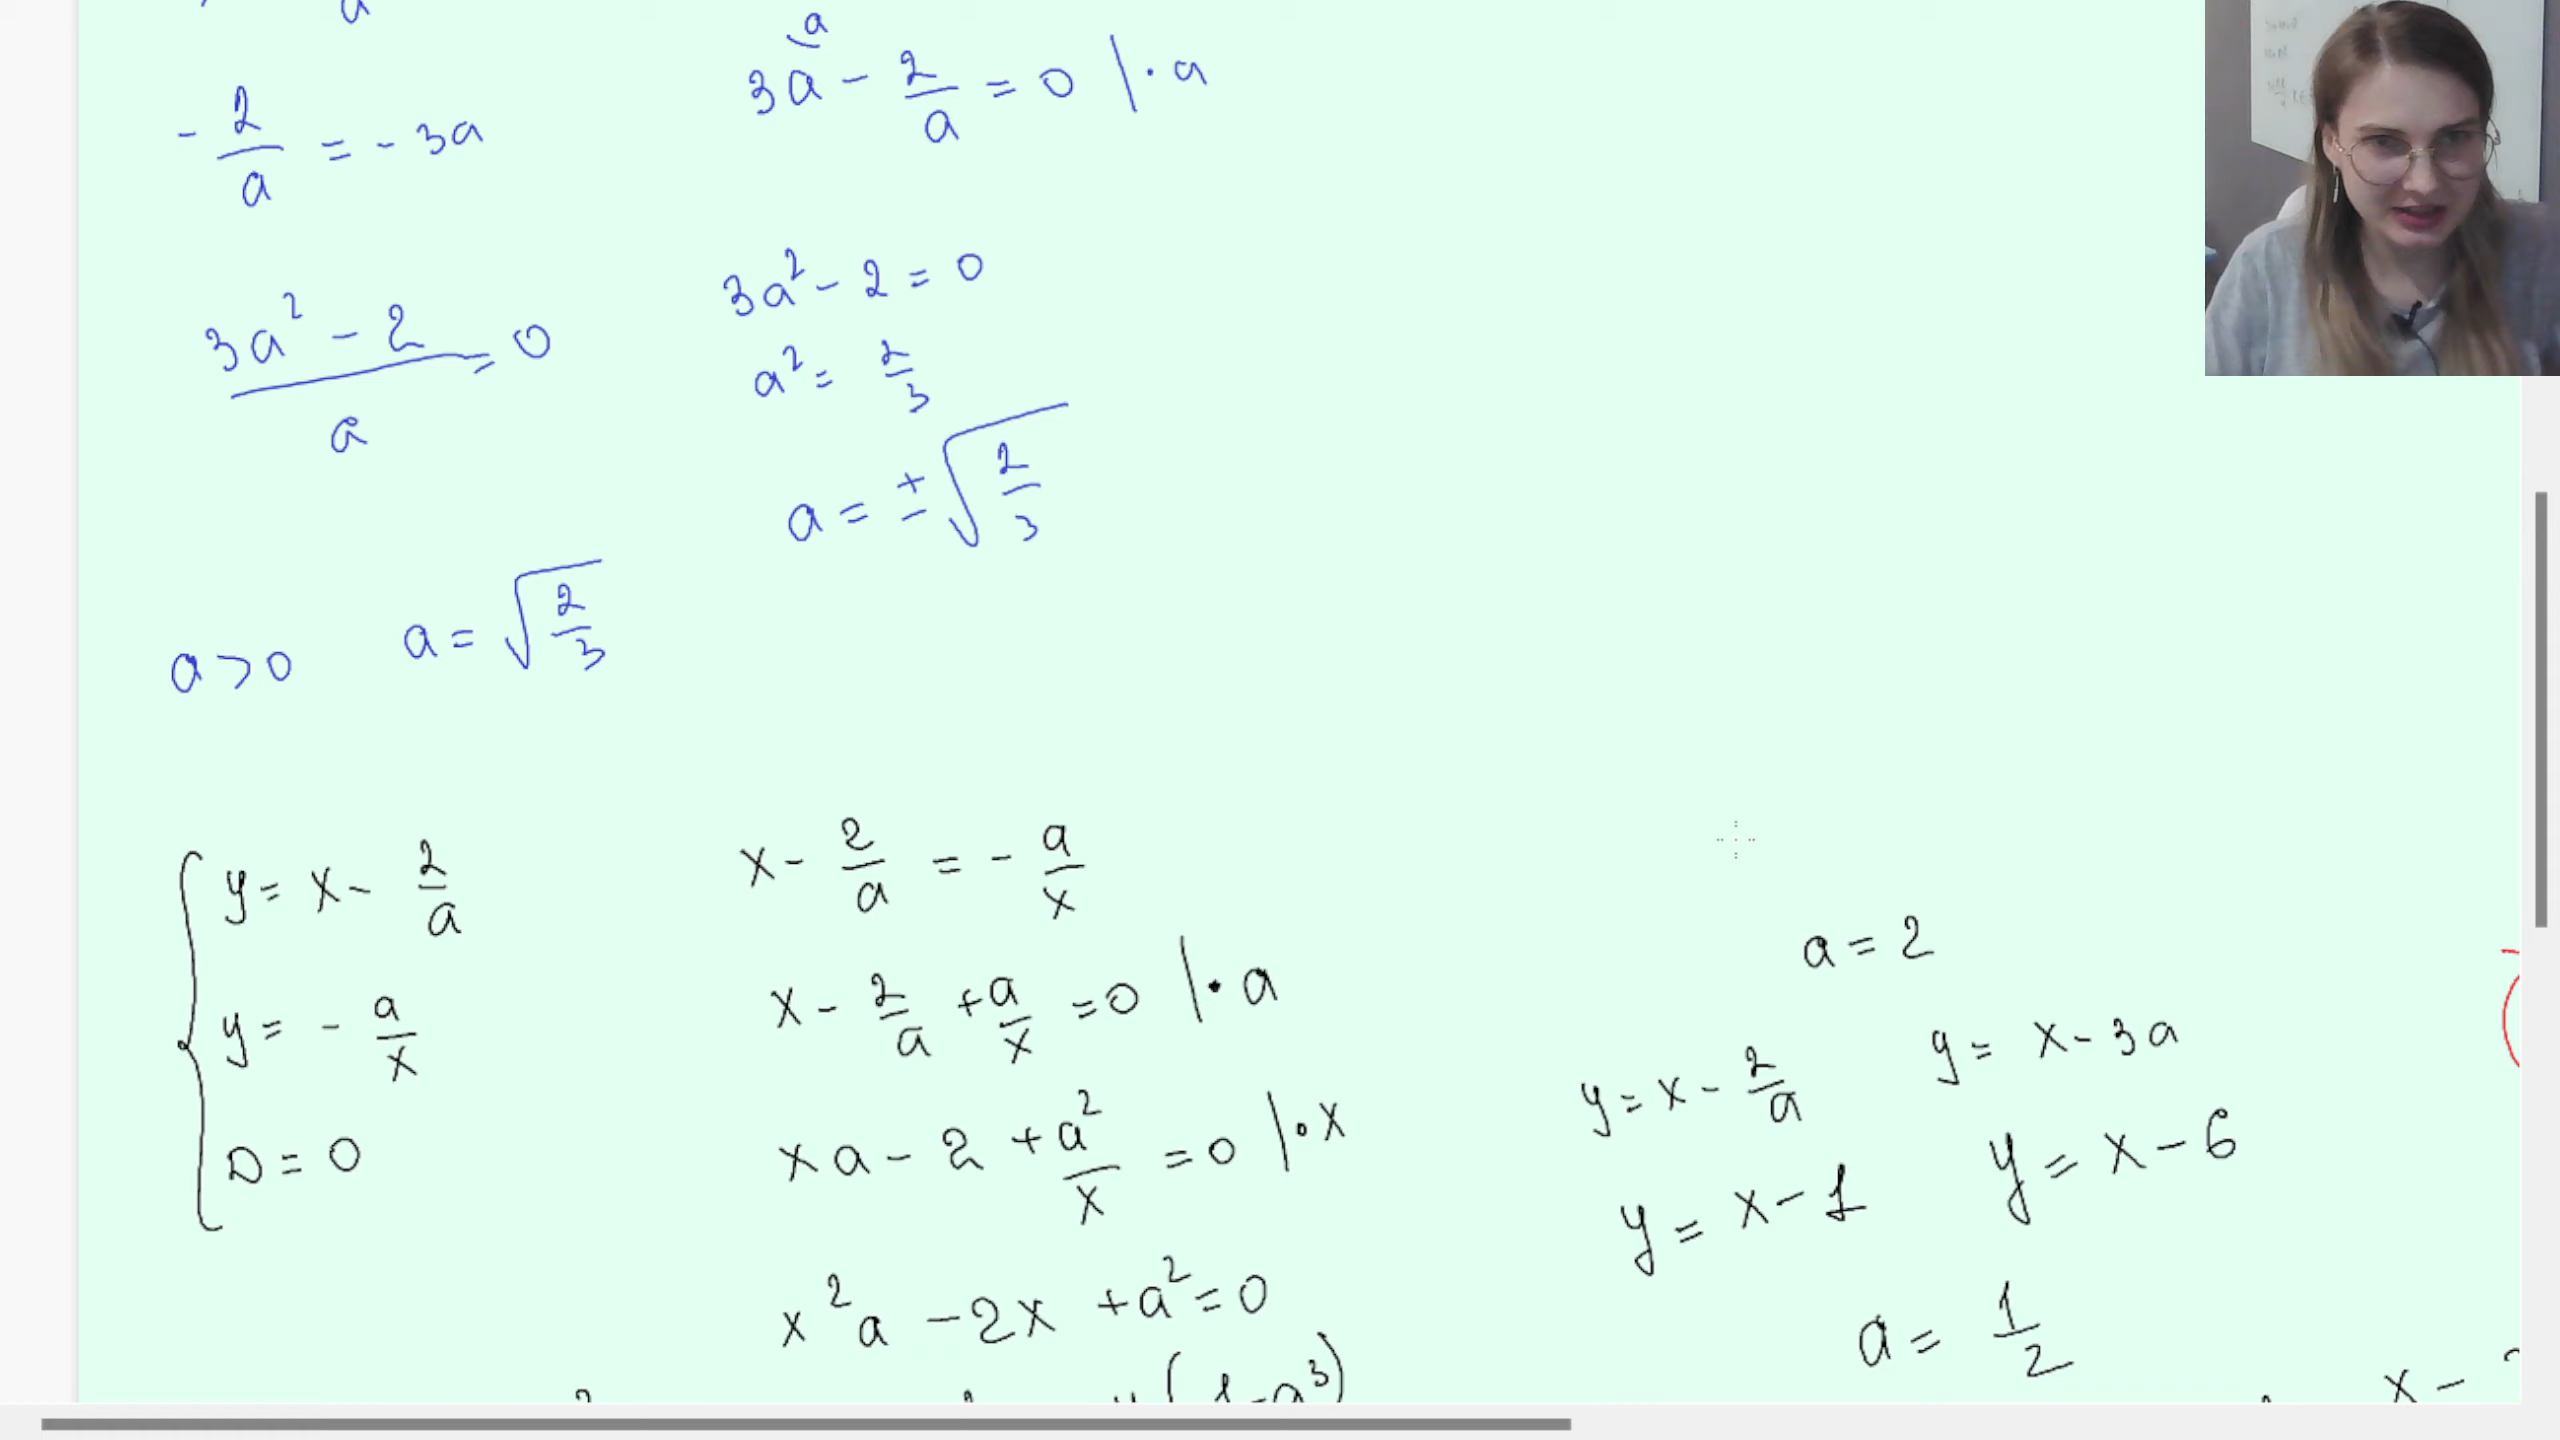 a
-2/a = -3a
(3a² - 2)/a = 0
a > 0 a = √(2/3)
a
3a - 2/a = 0 | · a
3a² - 2 = 0
a² = 2/3
a = ±√(2/3)
{ y = x - 2/a
y = - a/x
D = 0
x - 2/a = - a/x
x - 2/a + a/x = 0 | · a
xa - 2 + a²/x = 0 | · x
x²a - 2x + a² = 0
a = 2
y = x - 2/a y = x - 3a
y = x - 1 y = x - 6
a = 1/2
x -